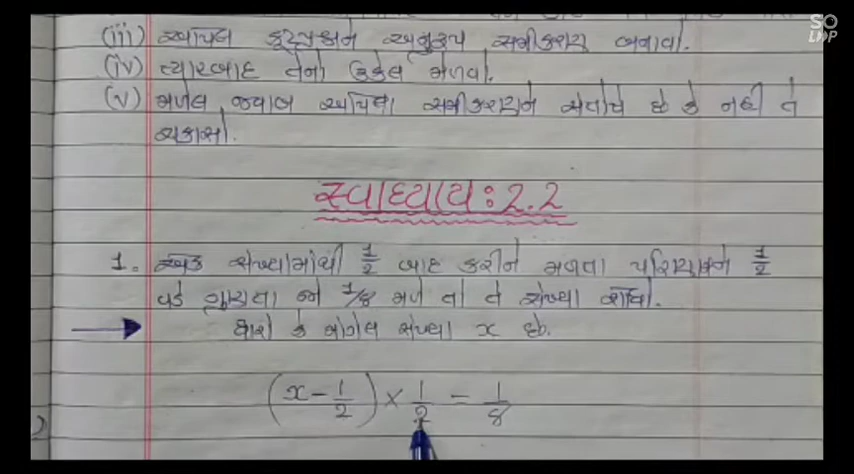 SOLOOP
(iii) આપેલ કૂટપ્રશ્નને અનુરૂપ સમીકરણ બનાવો.
(iv) ત્યારબાદ તેનો ઉકેલ મેળવો.
(v) મળેલ જવાબ આપેલા સમીકરણને સંતોષે છે કે નહી તે
ચકાસો.
સ્વાધ્યાય : 2.2
1. એક સંખ્યામાંથી 1/2 બાદ કરીને મળતા પરિણામને 1/2
વડે ગુણતા જો 1/8 મળે તો તે સંખ્યા શોધો.
ધારો કે માંગેલ સંખ્યા x છે.
(x - 1/2) × 1/2 = 1/8